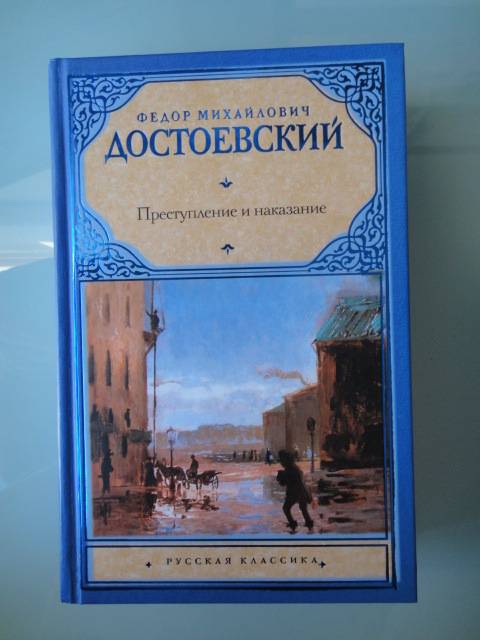 ФЕДОР МИХАЙЛОВИЧ
ДОСТОЕВСКИЙ
Преступление и наказание
РУССКАЯ КЛАССИКА